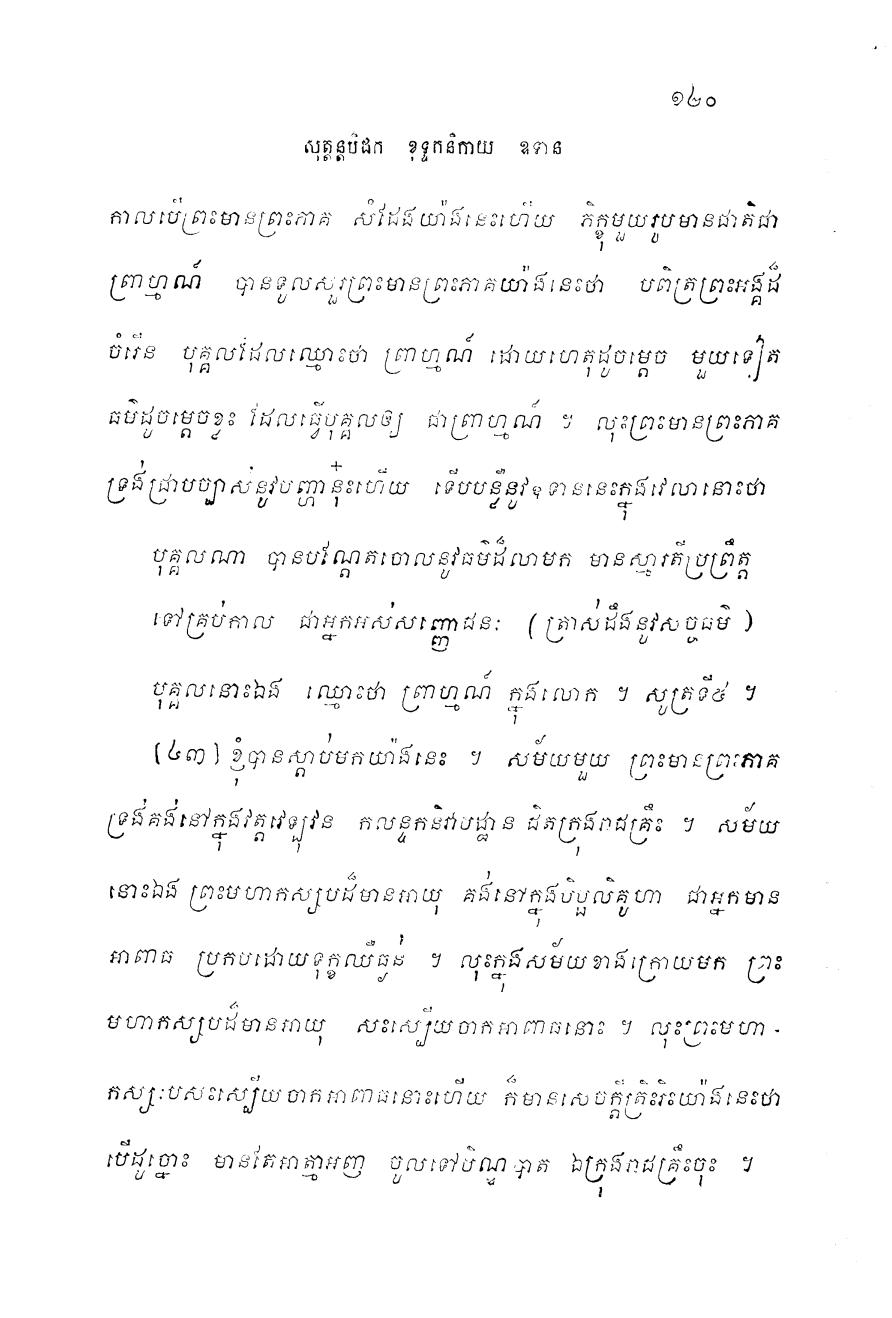 ១៤០
សុត្តន្តបិដក ខុទ្ទកនិកាយ ឧទាន
កាលបើព្រះមានព្រះភាគ សំដែងយ៉ាងនេះហើយ ភិក្ខុមួយរូបមានជាតិជា
ព្រាហ្មណ៍ បានទូលសួរព្រះមានព្រះភាគយ៉ាងនេះថា បពិត្រព្រះអង្គដ៏
ចំរើន បុគ្គលដែលឈ្មោះថា ព្រាហ្មណ៍ ដោយហេតុដូចម្តេច មួយទៀត
ធម៌ដូចម្តេចខ្លះ ដែលធ្វើបុគ្គលឲ្យ ជាព្រាហ្មណ៍ ។ លុះព្រះមានព្រះភាគ
ទ្រង់ជ្រាបច្បាស់នូវបញ្ហានុ៎ះហើយ ទើបបន្លឺនូវឧទាននេះក្នុងវេលានោះថា
បុគ្គលណា បានបណ្តែតចោលនូវធម៌ដ៏លាមក មានស្មារតីប្រព្រឹត្ត
ទៅគ្រប់កាល ជាអ្នកអស់សញ្ញោជនៈ (ត្រាស់ដឹងនូវសច្ចធម៌ )
បុគ្គលនោះឯង ឈ្មោះថា ព្រាហ្មណ៍ ក្នុងលោក ។ សូត្រទី៥ ។
(៤៣) ខ្ញុំបានស្តាប់មកយ៉ាងនេះ ។ សម័យមួយ ព្រះមានព្រះភាគ
ទ្រង់គង់នៅក្នុងវត្តវេឡុវន កលន្ទកនិវាបដ្ឋាន ជិតក្រុងរាជគ្រឹះ ។ សម័យ
នោះឯង ព្រះមហាកស្សបដ៏មានអាយុ គង់នៅក្នុងបិប្ផលិគូហា ជាអ្នកមាន
អាពាធ ប្រកបដោយទុក្ខឈឺធ្ងន់ ។ លុះក្នុងសម័យខាងក្រោយមក ព្រះ
មហាកស្សបដ៏មានអាយុ សះស្បើយចាកអាពាធនោះ ។ លុះព្រះមហា-
កស្សបសះស្បើយចាកអាពាធនោះហើយ ក៏មានសេចក្តីត្រិះរិះយ៉ាងនេះថា
បើដូច្នោះ មានតែអាត្មាអញ ចូលទៅបិណ្ឌបាត ឯក្រុងរាជគ្រឹះចុះ ។